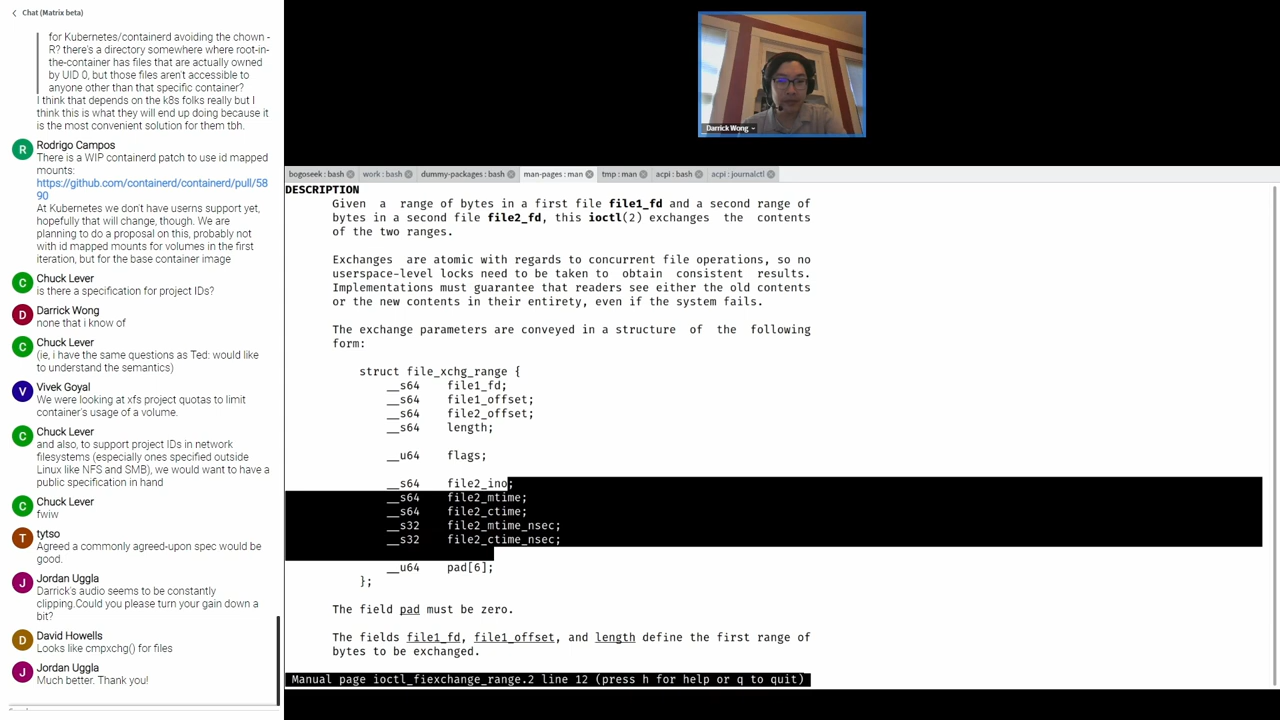 Chat (Matrix beta)
for Kubernetes/containerd avoiding the chown -
R? there's a directory somewhere where root-in-
the-container has files that are actually owned
by UID 0, but those files aren't accessible to
anyone other than that specific container?
I think that depends on the k8s folks really but I
think this is what they will end up doing because it
is the most convenient solution for them tbh.
R
Rodrigo Campos
There is a WIP containerd patch to use id mapped
mounts:
https://github.com/containerd/containerd/pull/58
90
At Kubernetes we don't have userns support yet,
hopefully that will change, though. We are
planning to do a proposal on this, probably not
with id mapped mounts for volumes in the first
iteration, but for the base container image
C
Chuck Lever
is there a specification for project IDs?
D
Darrick Wong
none that i know of
C
Chuck Lever
(ie, i have the same questions as Ted: would like
to understand the semantics)
V
Vivek Goyal
We were looking at xfs project quotas to limit
container's usage of a volume.
C
Chuck Lever
and also, to support project IDs in network
filesystems (especially ones specified outside
Linux like NFS and SMB), we would want to have a
public specification in hand
C
Chuck Lever
fwiw
T
tytso
Agreed a commonly agreed-upon spec would be
good.
J
Jordan Uggla
Darrick's audio seems to be constantly
clipping.Could you please turn your gain down a
bit?
D
David Howells
Looks like cmpxchg() for files
J
Jordan Uggla
Much better. Thank you!
Darrick Wong
bogoseek : bash work : bash dummy-packages : bash man-pages : man tmp : man acpi : bash acpi : journalctl
DESCRIPTION
Given a range of bytes in a first file file1_fd and a second range of
bytes in a second file file2_fd, this ioctl(2) exchanges the contents
of the two ranges.
Exchanges are atomic with regards to concurrent file operations, so no
userspace-level locks need to be taken to obtain consistent results.
Implementations must guarantee that readers see either the old contents
or the new contents in their entirety, even if the system fails.
The exchange parameters are conveyed in a structure of the following
form:
struct file_xchg_range {
__s64 file1_fd;
__s64 file1_offset;
__s64 file2_offset;
__s64 length;
__u64 flags;
__s64 file2_ino;
__s64 file2_mtime;
__s64 file2_ctime;
__s32 file2_mtime_nsec;
__s32 file2_ctime_nsec;
__u64 pad[6];
};
The field pad must be zero.
The fields file1_fd, file1_offset, and length define the first range of
bytes to be exchanged.
Manual page ioctl_fiexchange_range.2 line 12 (press h for help or q to quit)